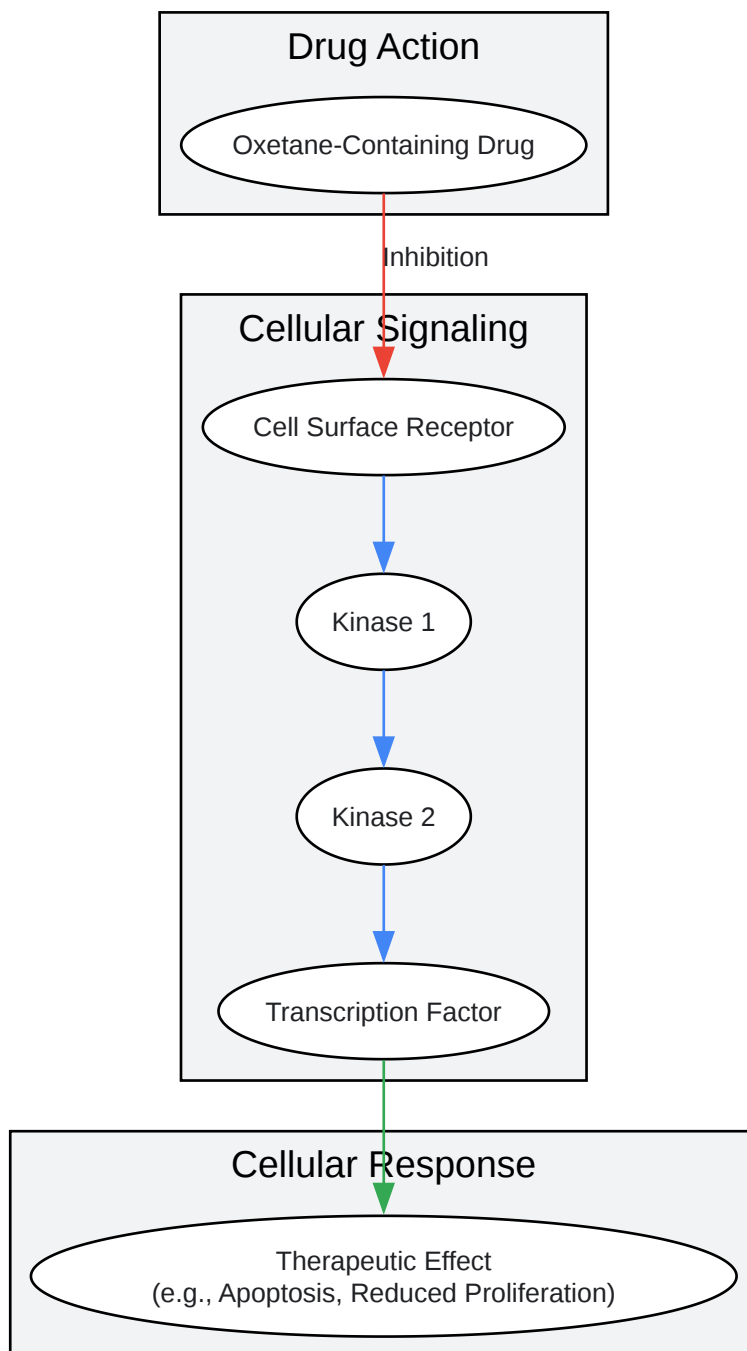 Drug Action
Oxetane-Containing Drug
Inhibition
Cellular Signaling
Cell Surface Receptor
Kinase 1
Kinase 2
Transcription Factor
Cellular Response
Therapeutic Effect
(e.g., Apoptosis, Reduced Proliferation)